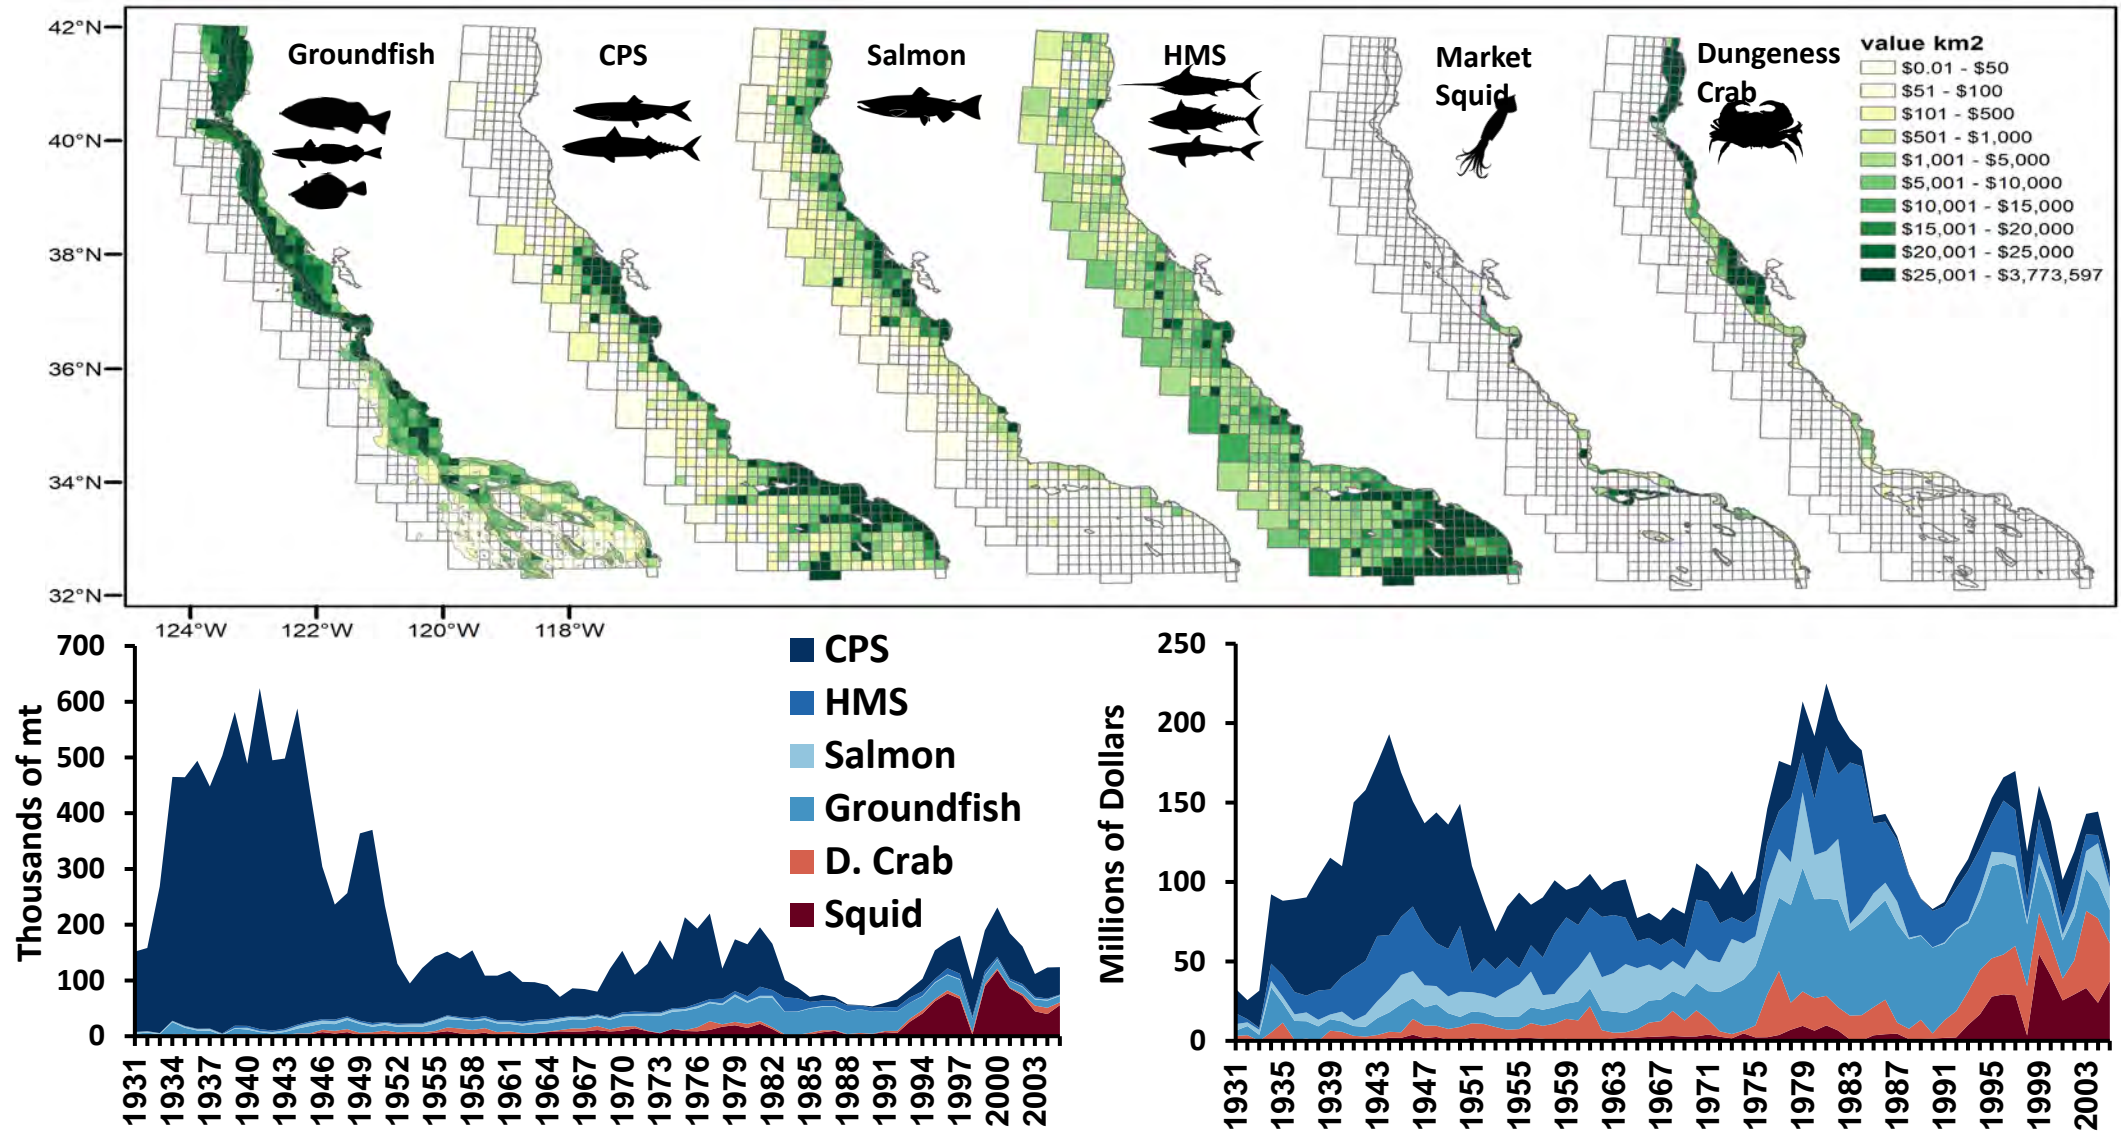 42°N
40°N
38°N
36°N
34°N
32°N
124°W 122°W 120°W 118°W
Groundfish
CPS
Salmon
HMS
Market
Squid
Dungeness
Crab
value km2
$0.01 - $50
$51 - $100
$101 - $500
$501 - $1,000
$1,001 - $5,000
$5,001 - $10,000
$10,001 - $15,000
$15,001 - $20,000
$20,001 - $25,000
$25,001 - $3,773,597
Thousands of mt
700
600
500
400
300
200
100
0
1931 1934 1937 1940 1943 1946 1949 1952 1955 1958 1961 1964 1967 1970 1973 1976 1979 1982 1985 1988 1991 1994 1997 2000 2003
CPS
HMS
Salmon
Groundfish
D. Crab
Squid
Millions of Dollars
250
200
150
100
50
0
1931 1935 1939 1943 1947 1951 1955 1959 1963 1967 1971 1975 1979 1983 1987 1991 1995 1999 2003